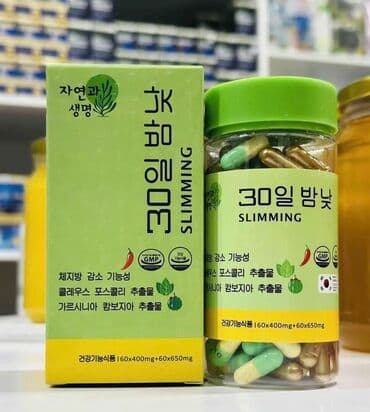 자연과
생명
30일 밤낮
SLIMMING
GMP
체지방 감소 기능성
콜레우스 포스콜리 추출물
가르시니아 캄보지아 추출물
건강기능식품 | 60x400mg+60x650mg
자연과
생명
30일 밤낮
SLIMMING
체지방 감소 기능성
콜레우스 포스콜리 추출물
가르시니아 캄보지아 추출물
건강기능식품 | 60x400mg+60x650mg